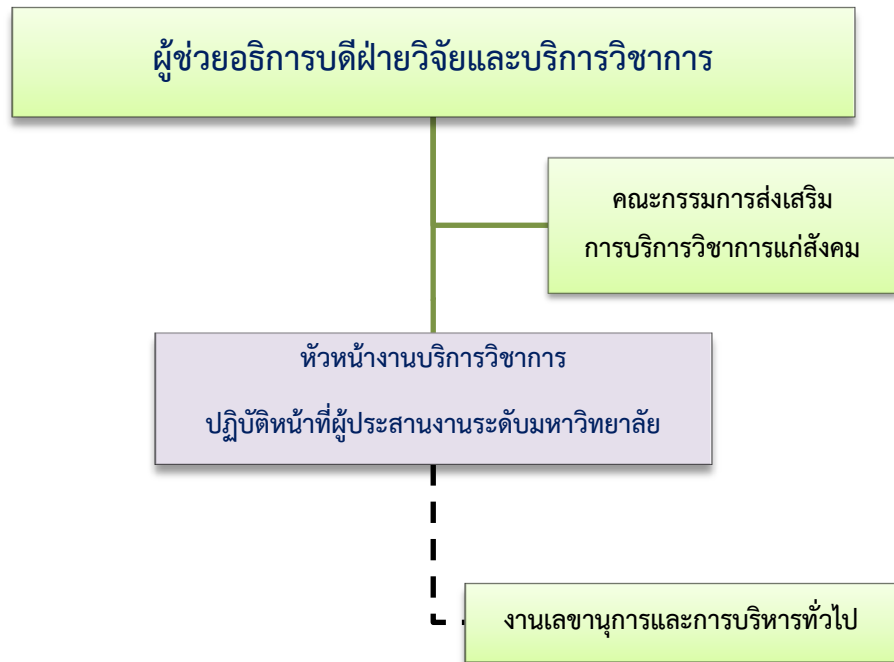 ผู้ช่วยอธิการบดีฝ่ายวิจัยและบริการวิชาการ
คณะกรรมการส่งเสริม
การบริการวิชาการแก่สังคม
หัวหน้างานบริการวิชาการ
ปฏิบัติหน้าที่ผู้ประสานงานระดับมหาวิทยาลัย
งานเลขานุการและการบริหารทั่วไป